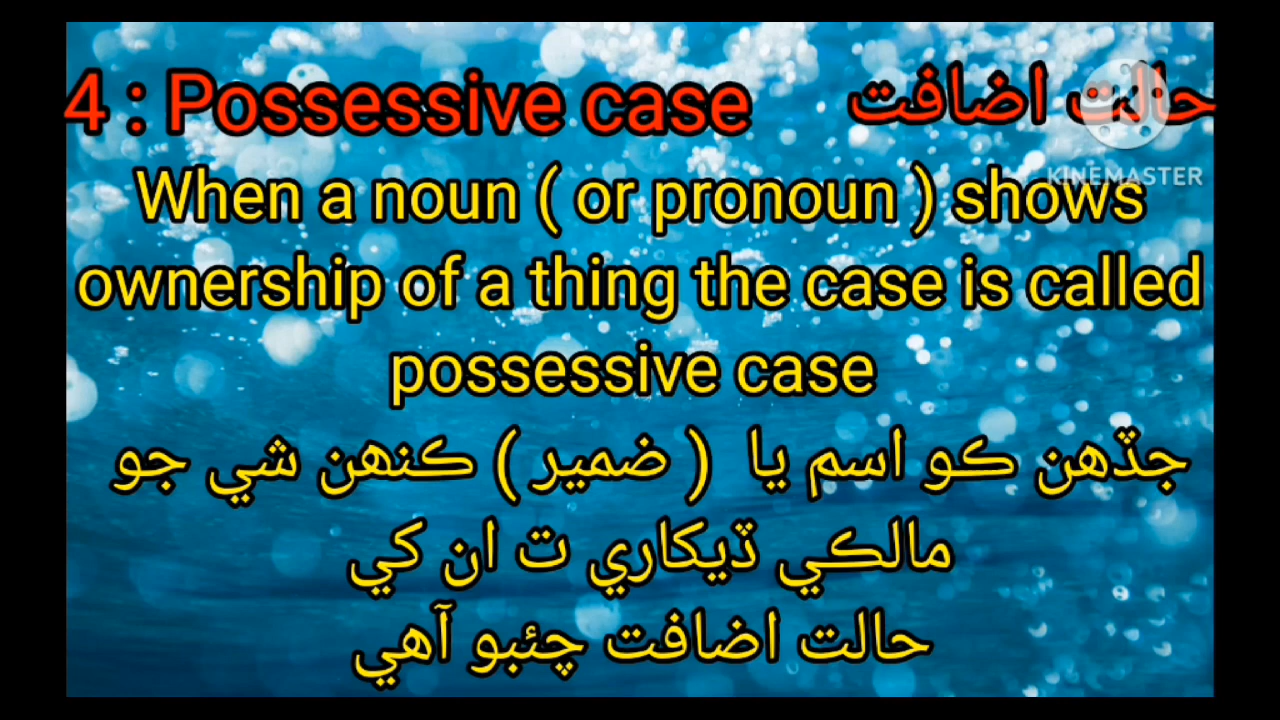 4 : Possessive case حالت اضافت
KINEMASTER
When a noun ( or pronoun ) shows
ownership of a thing the case is called
possessive case
جڏهن ڪو اسم يا ( ضمير ) ڪنهن شي جو
مالڪي ڏيکاري ت ان کي
حالت اضافت چئبو آهي